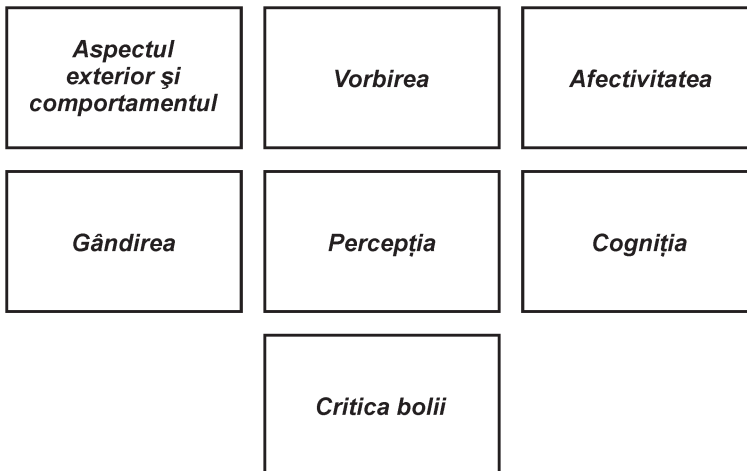 Aspectul
exterior şi
comportamentul
Vorbirea
Afectivitatea
Gândirea
Percepția
Cogniția
Critica bolii